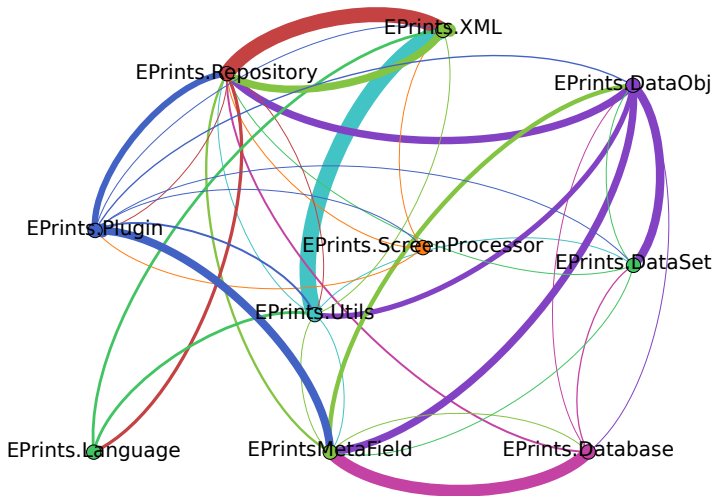 EPrints.XML
EPrints.Repository
EPrints.DataObj
EPrints.Plugin
EPrints.ScreenProcessor
EPrints.DataSet
EPrints.Utils
EPrints.Language
EPrintsMetaField
EPrints.Database